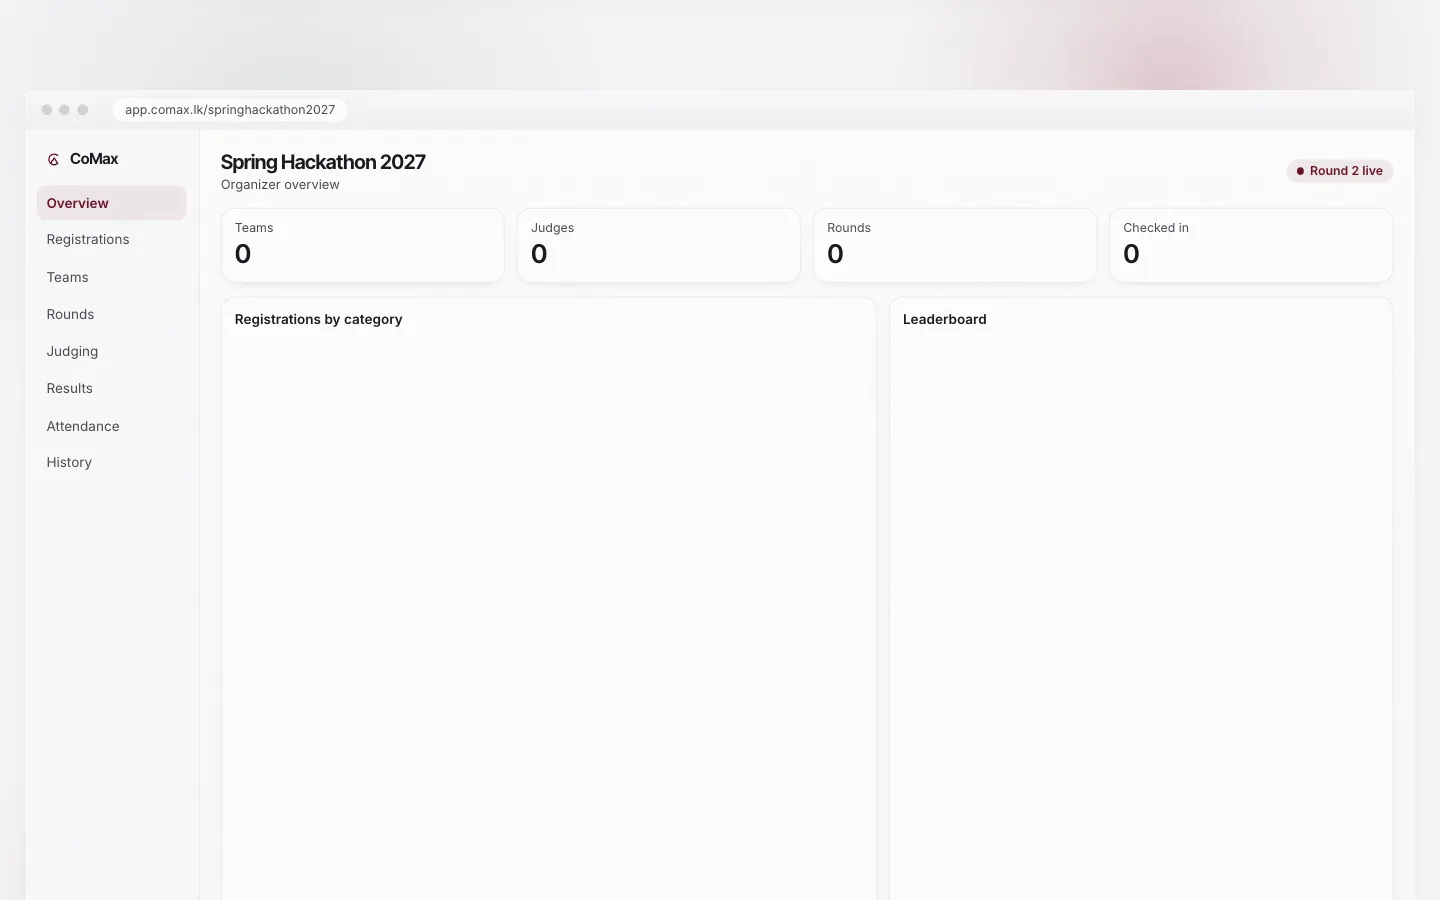 app.comax.lk/springhackathon2027
CoMax
Overview
Registrations
Teams
Rounds
Judging
Results
Attendance
History
Spring Hackathon 2027
Organizer overview
Round 2 live
Teams
0
Judges
0
Rounds
0
Checked in
0
Registrations by category
Leaderboard